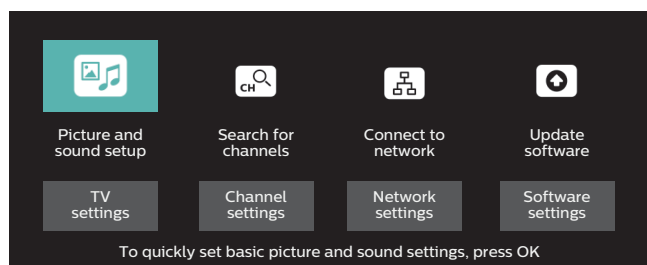 CH
Picture and
sound setup
Search for
channels
Connect to
network
Update
software
TV
settings
Channel
settings
Network
settings
Software
settings
To quickly set basic picture and sound settings, press OK